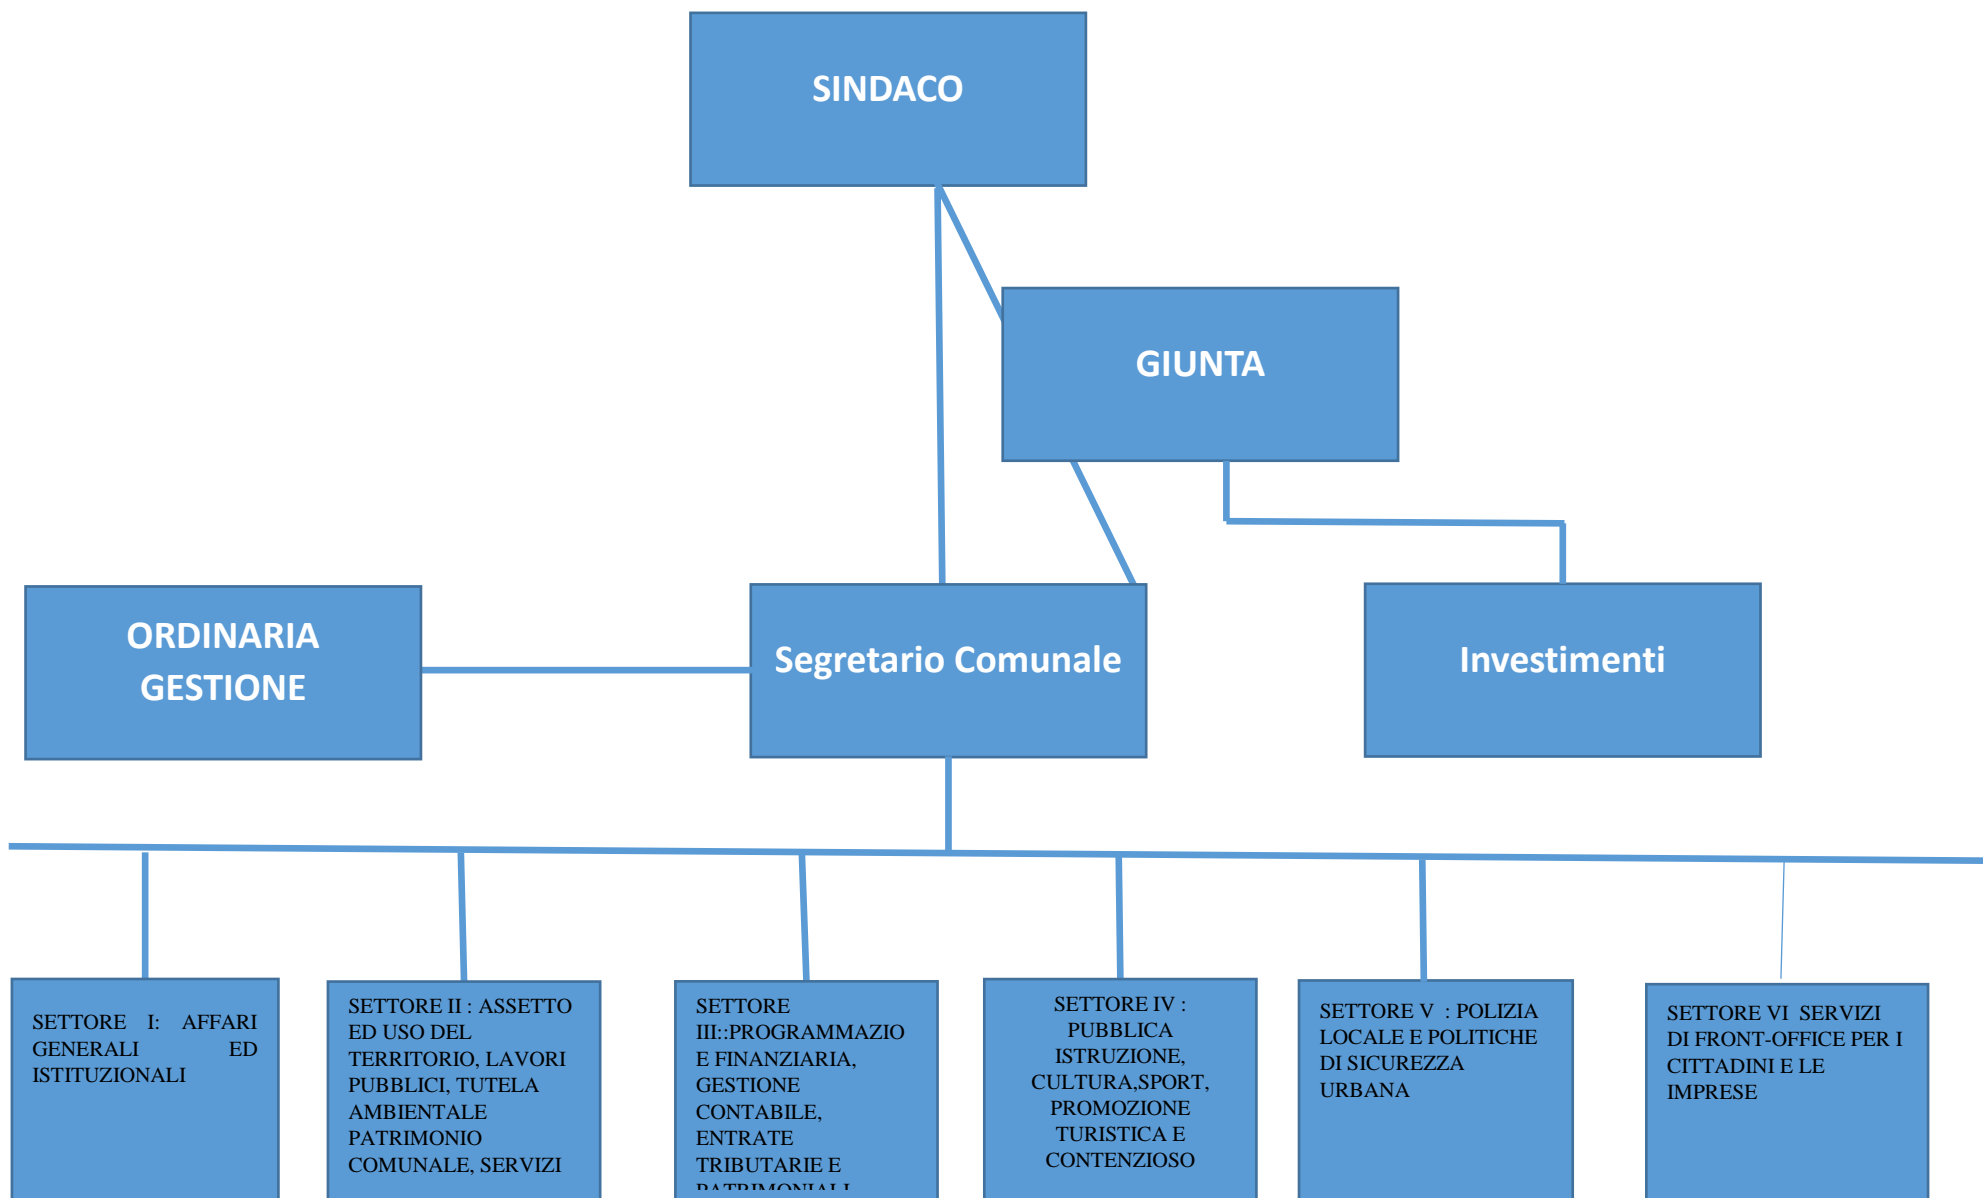 SINDACO
GIUNTA
ORDINARIA
GESTIONE
Segretario Comunale
Investimenti
SETTORE I: AFFARI
GENERALI ED
ISTITUZIONALI
SETTORE II : ASSETTO
ED USO DEL
TERRITORIO, LAVORI
PUBBLICI, TUTELA
AMBIENTALE
PATRIMONIO
COMUNALE, SERVIZI
SETTORE
III::PROGRAMMAZIO
E FINANZIARIA,
GESTIONE
CONTABILE,
ENTRATE
TRIBUTARIE E
PATRIMONIALI
SETTORE IV :
PUBBLICA
ISTRUZIONE,
CULTURA,SPORT,
PROMOZIONE
TURISTICA E
CONTENZIOSO
SETTORE V : POLIZIA
LOCALE E POLITICHE
DI SICUREZZA
URBANA
SETTORE VI SERVIZI
DI FRONT-OFFICE PER I
CITTADINI E LE
IMPRESE